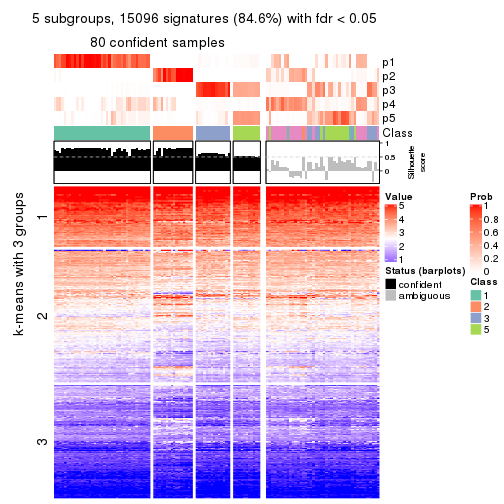 5 subgroups, 15096 signatures (84.6%) with fdr < 0.05
80 confident samples
p1
p2
p3
p4
p5
Class
1
0.5
0
Silhouette
score
k-means with 3 groups
1
2
3
Value
5
4
3
2
1
Status (barplots)
confident
ambiguous
Prob
1
0.8
0.6
0.4
0.2
0
Class
1
2
3
4
5